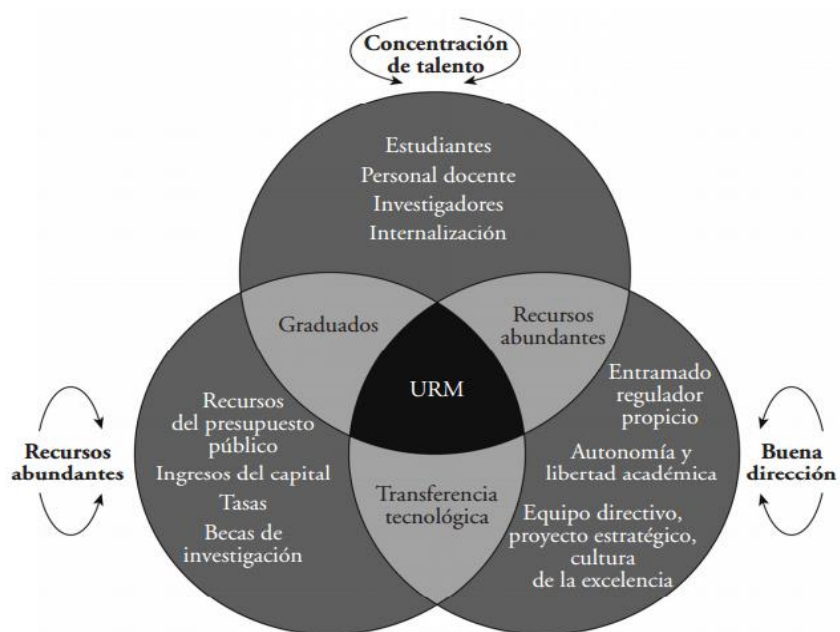 Concentración
de talento
Estudiantes
Personal docente
Investigadores
Internalización
Graduados
Recursos
abundantes
URM
Recursos
abundantes
Recursos
del presupuesto
público
Ingresos del capital
Tasas
Becas de
investigación
Transferencia
tecnológica
Entramado
regulador
propicio
Autonomía y
libertad académica
Equipo directivo,
proyecto estratégico,
cultura
de la excelencia
Buena
dirección